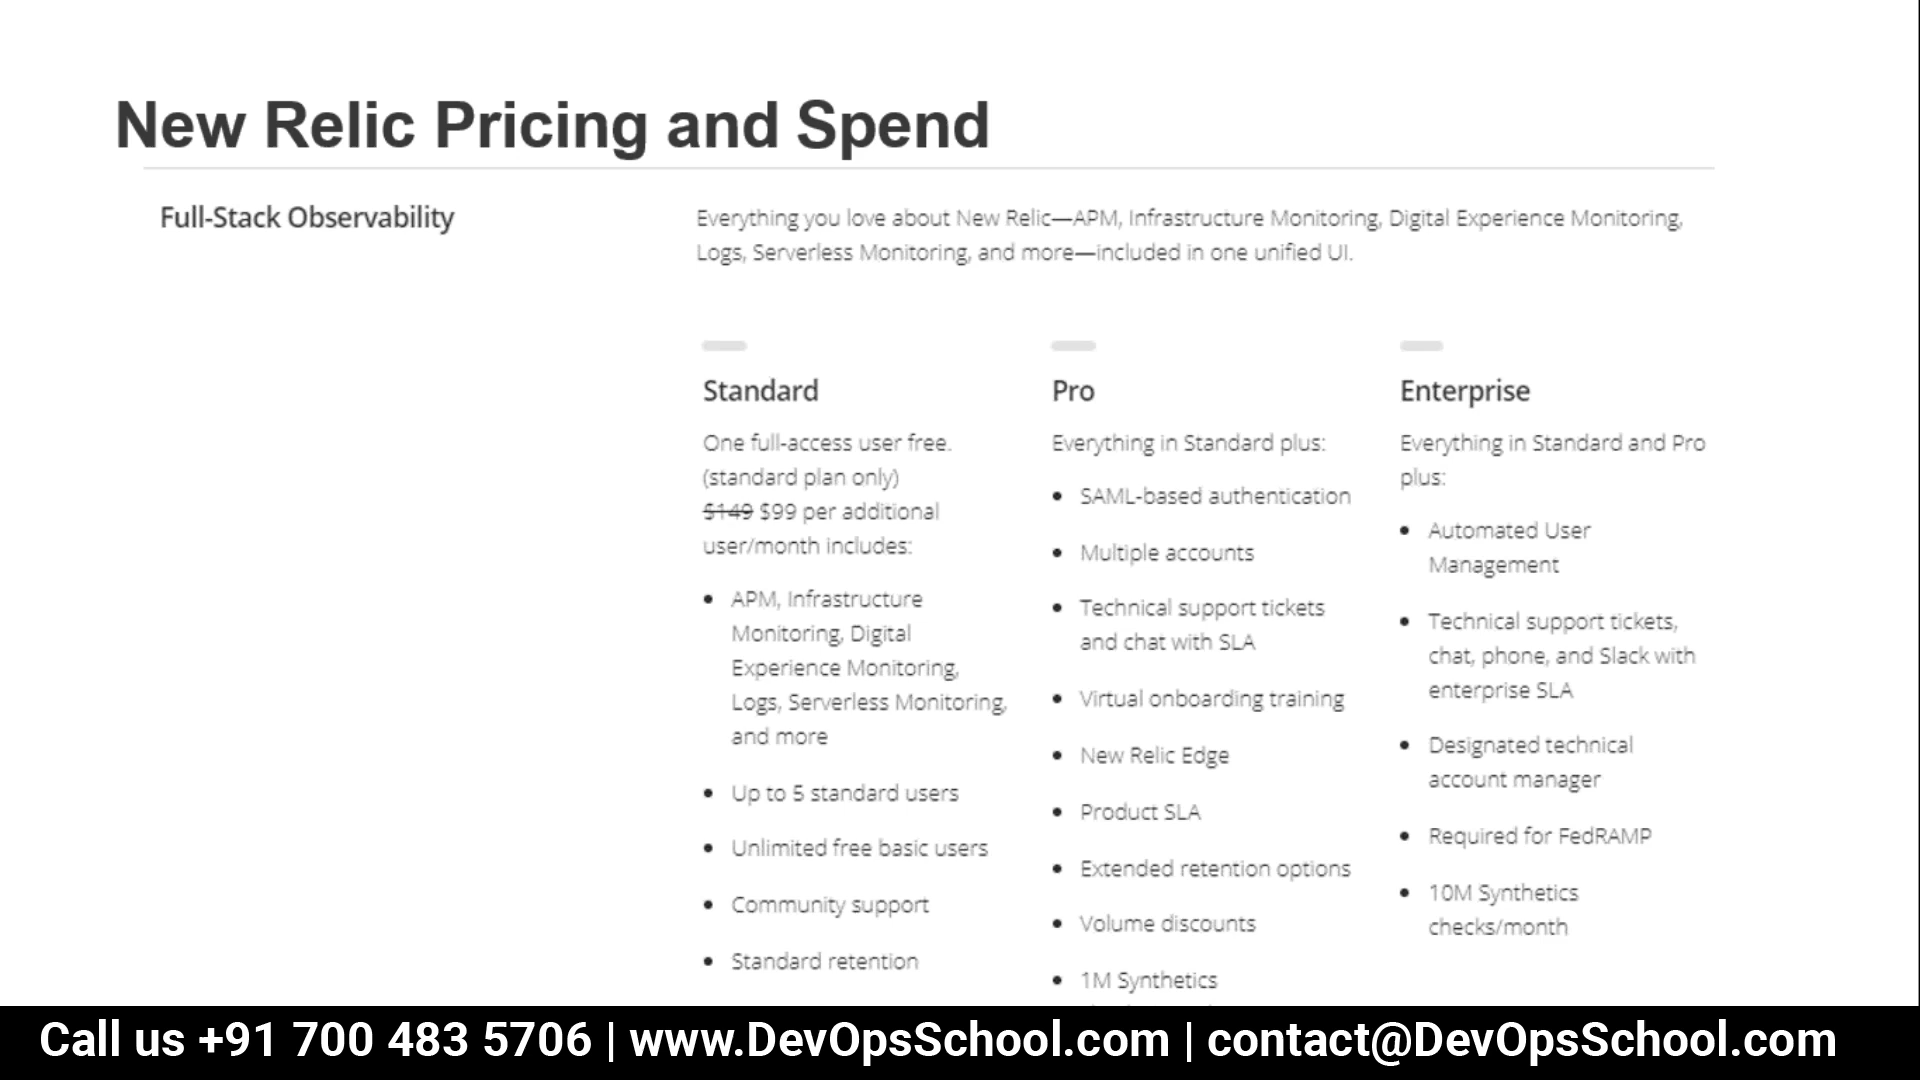 New Relic Pricing and Spend
Full-Stack Observability
Everything you love about New Relic—APM, Infrastructure Monitoring, Digital Experience Monitoring,
Logs, Serverless Monitoring, and more—included in one unified UI.
Standard
One full-access user free.
(standard plan only)
$149 $99 per additional
user/month includes:
• APM, Infrastructure
Monitoring, Digital
Experience Monitoring,
Logs, Serverless Monitoring,
and more
• Up to 5 standard users
• Unlimited free basic users
• Community support
• Standard retention
Pro
Everything in Standard plus:
• SAML-based authentication
• Multiple accounts
• Technical support tickets
and chat with SLA
• Virtual onboarding training
• New Relic Edge
• Product SLA
• Extended retention options
• Volume discounts
• 1M Synthetics
Enterprise
Everything in Standard and Pro
plus:
• Automated User
Management
• Technical support tickets,
chat, phone, and Slack with
enterprise SLA
• Designated technical
account manager
• Required for FedRAMP
• 10M Synthetics
checks/month
Call us +91 700 483 5706 | www.DevOpsSchool.com | contact@DevOpsSchool.com